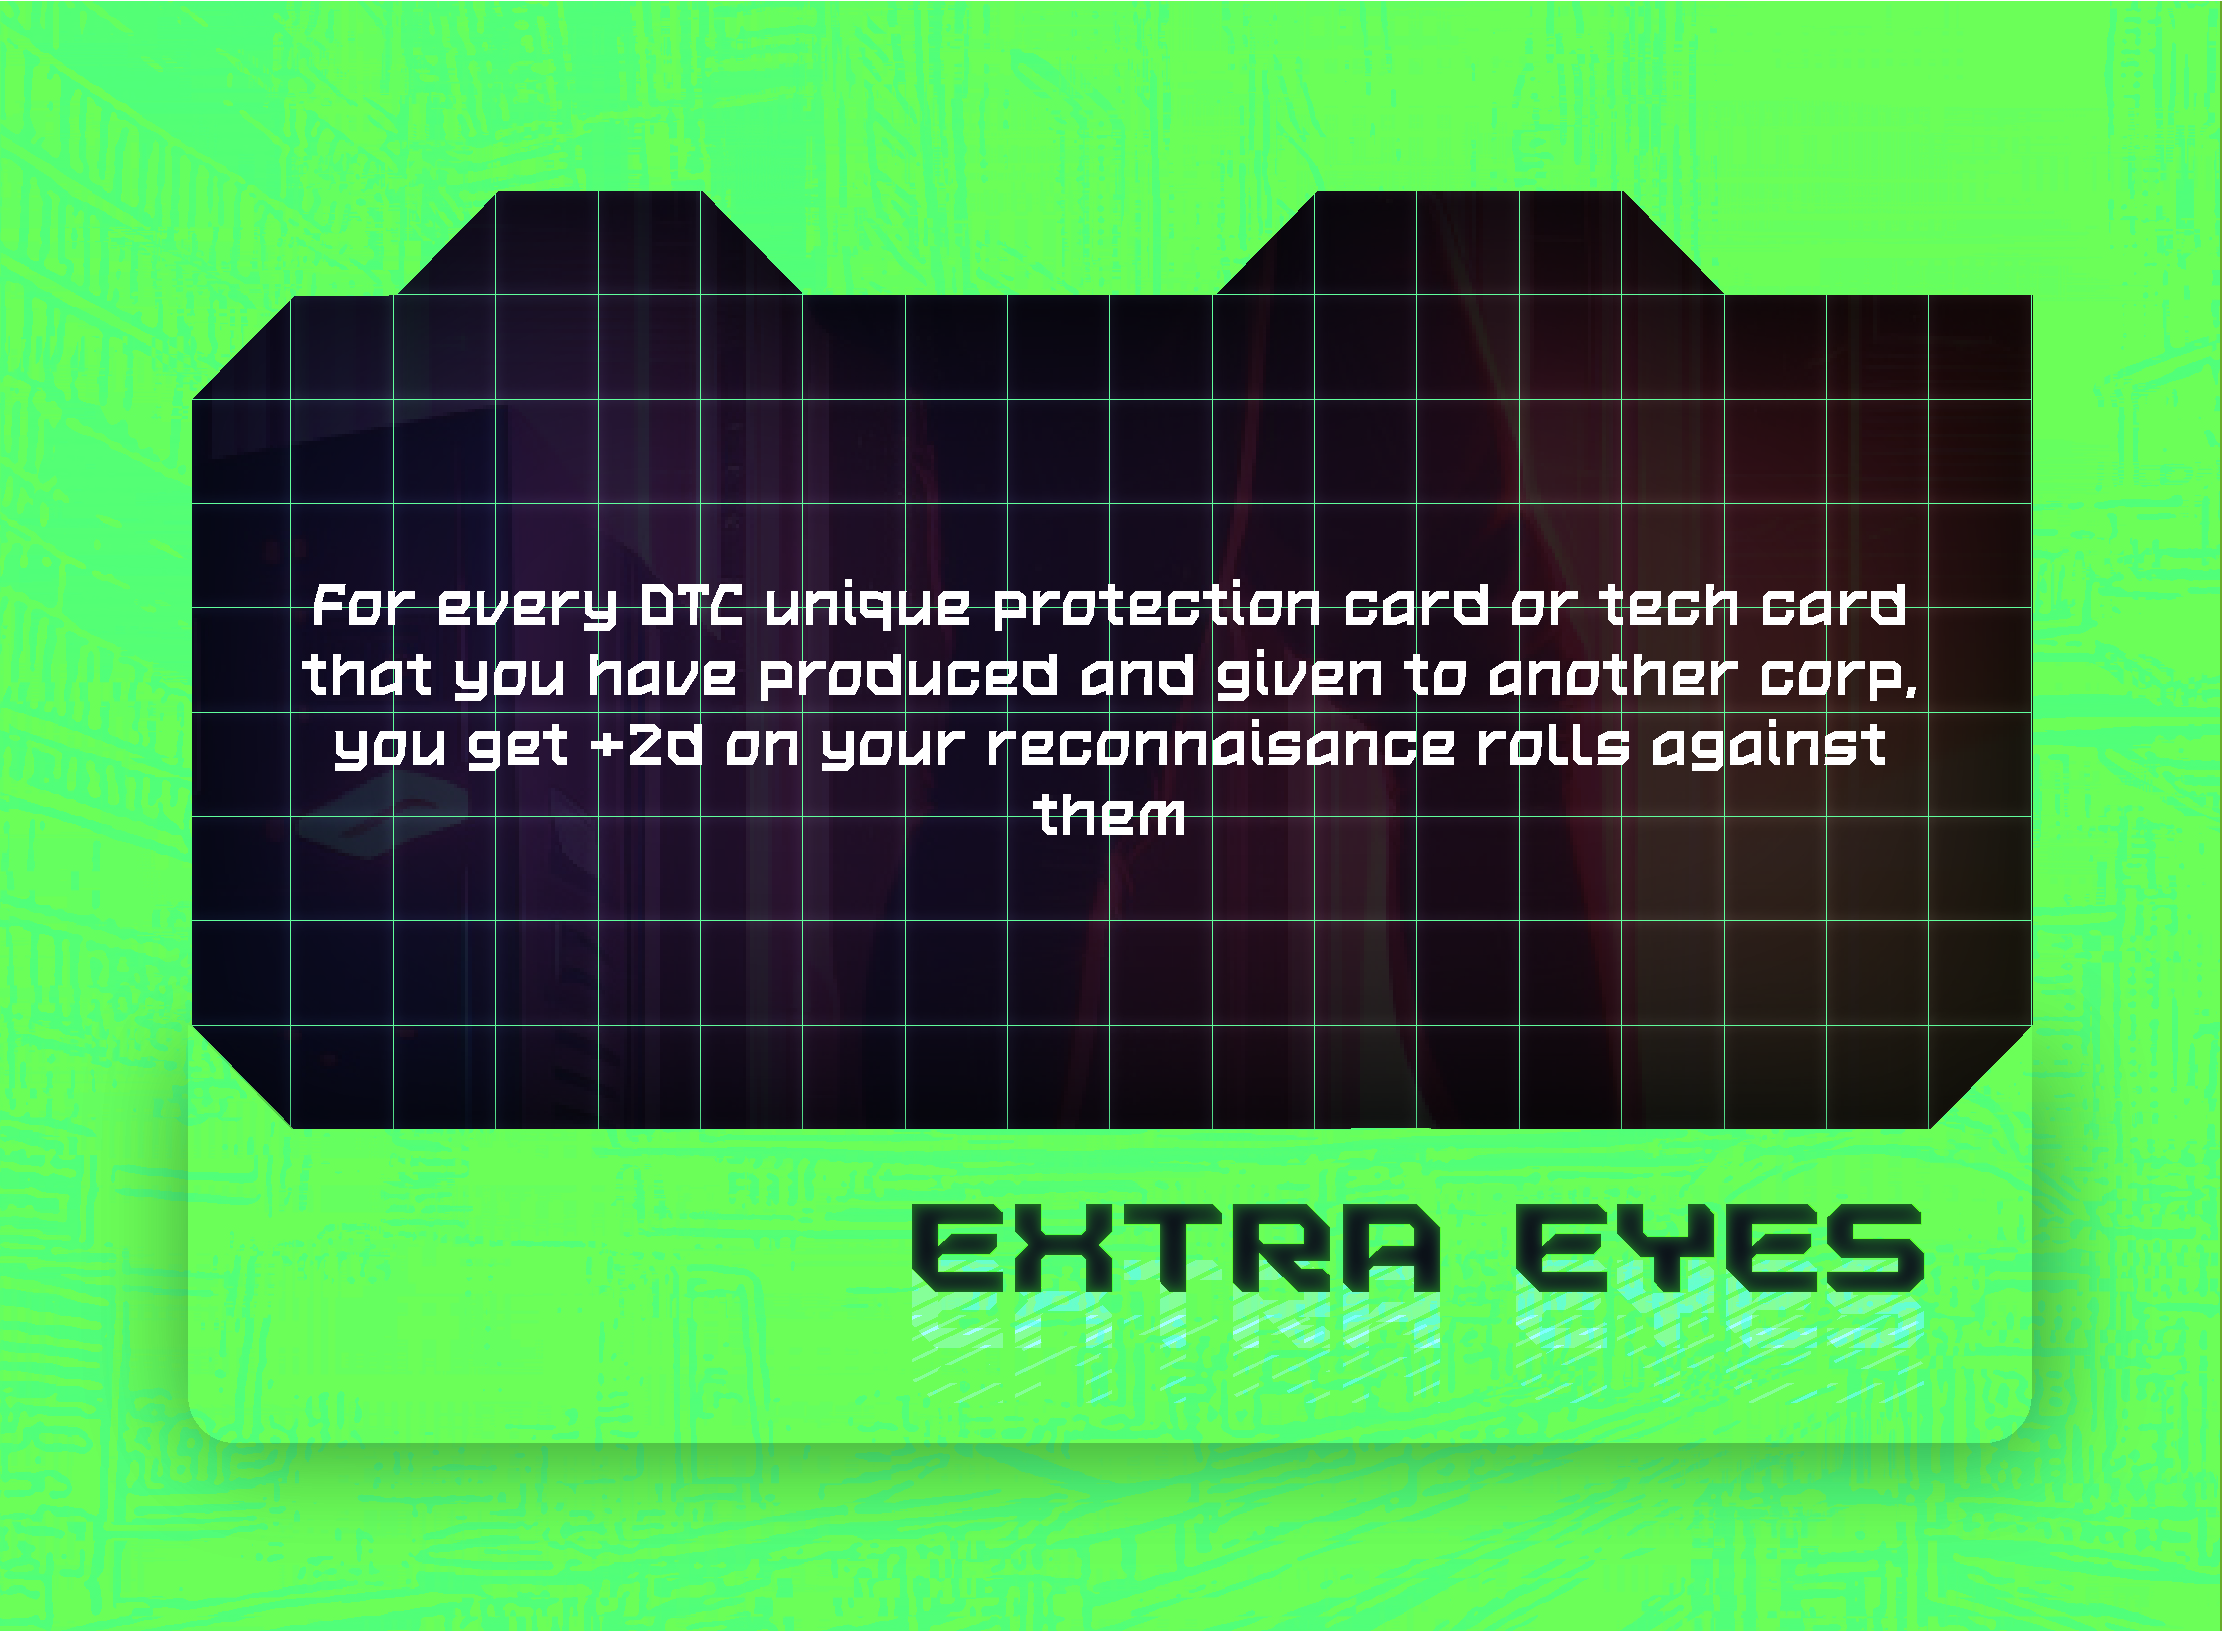 For every DTC unique protection card or tech card
that you have produced and given to another corp,
you get +2d on your reconnaisance rolls against
them
EXTRA EYES